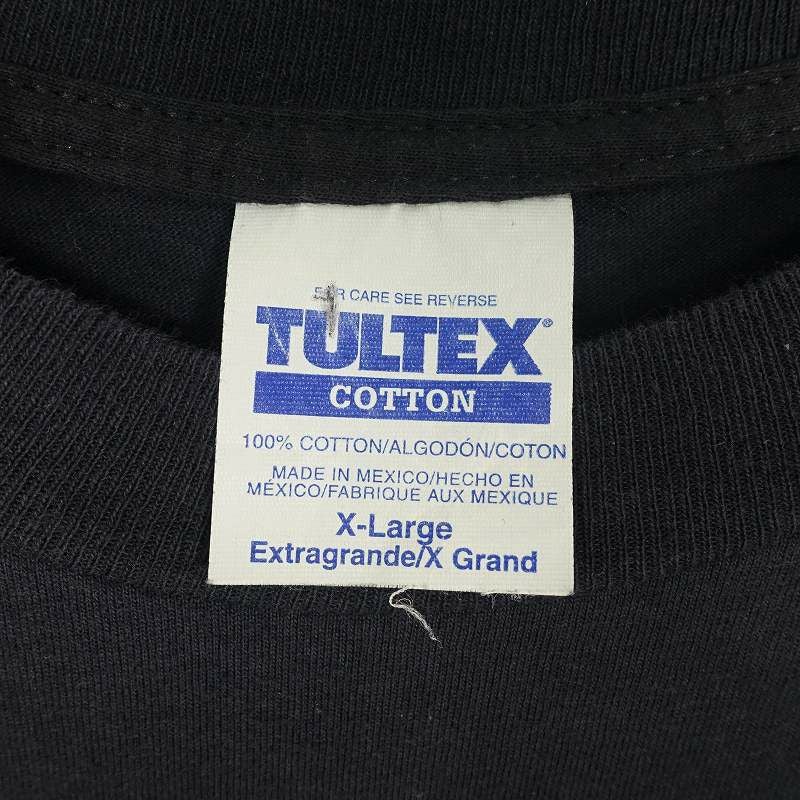 FOR CARE SEE REVERSE
TULTEX®
COTTON
100% COTTON/ALGODÓN/COTON
MADE IN MEXICO/HECHO EN
MÉXICO/FABRIQUE AUX MEXIQUE
X-Large
Extragrande/X Grand